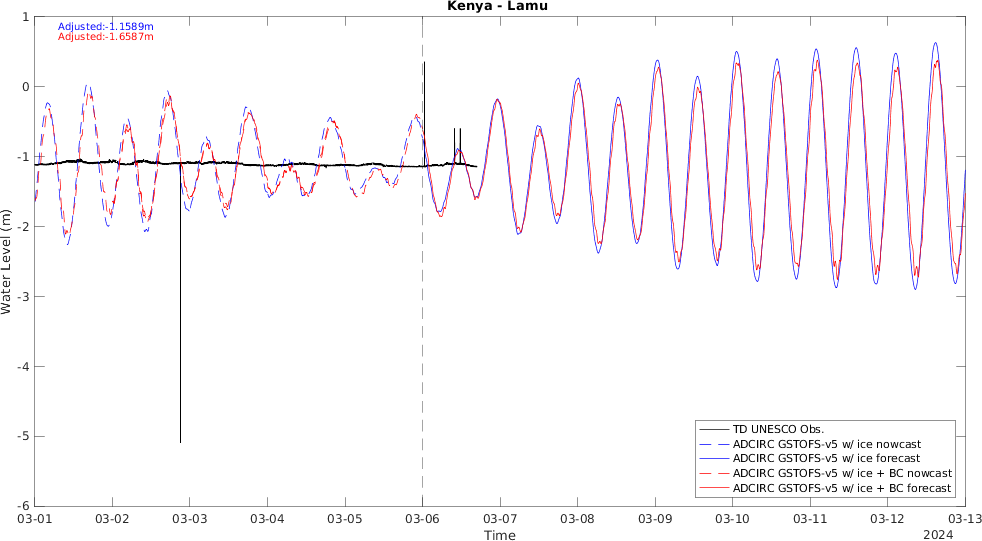 Kenya - Lamu
Adjusted:-1.1589m
Adjusted:-1.6587m
Water Level (m)
1
0
-1
-2
-3
-4
-5
-6
TD UNESCO Obs.
ADCIRC GSTOFS-v5 w/ ice nowcast
ADCIRC GSTOFS-v5 w/ ice forecast
ADCIRC GSTOFS-v5 w/ ice + BC nowcast
ADCIRC GSTOFS-v5 w/ ice + BC forecast
03-01 03-02 03-03 03-04 03-05 03-06 03-07 03-08 03-09 03-10 03-11 03-12 03-13
Time
2024